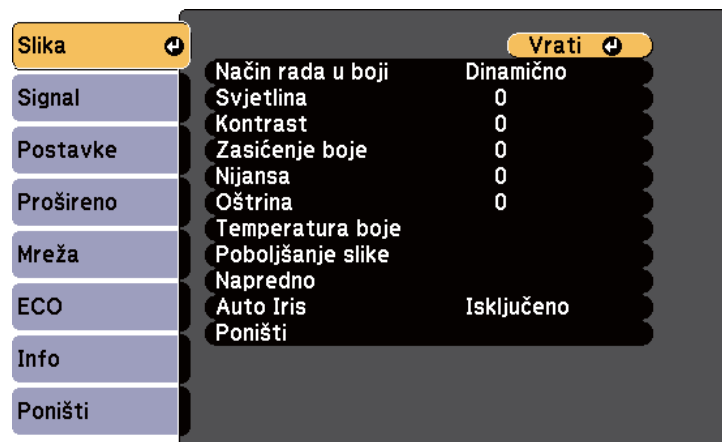 Slika
Signal
Postavke
Prošireno
Mreža
ECO
Info
Poništi
Vrati
Način rada u boji Dinamično
Svjetlina 0
Kontrast 0
Zasićenje boje 0
Nijansa 0
Oštrina 0
Temperatura boje
Poboljšanje slike
Napredno
Auto Iris Isključeno
Poništi